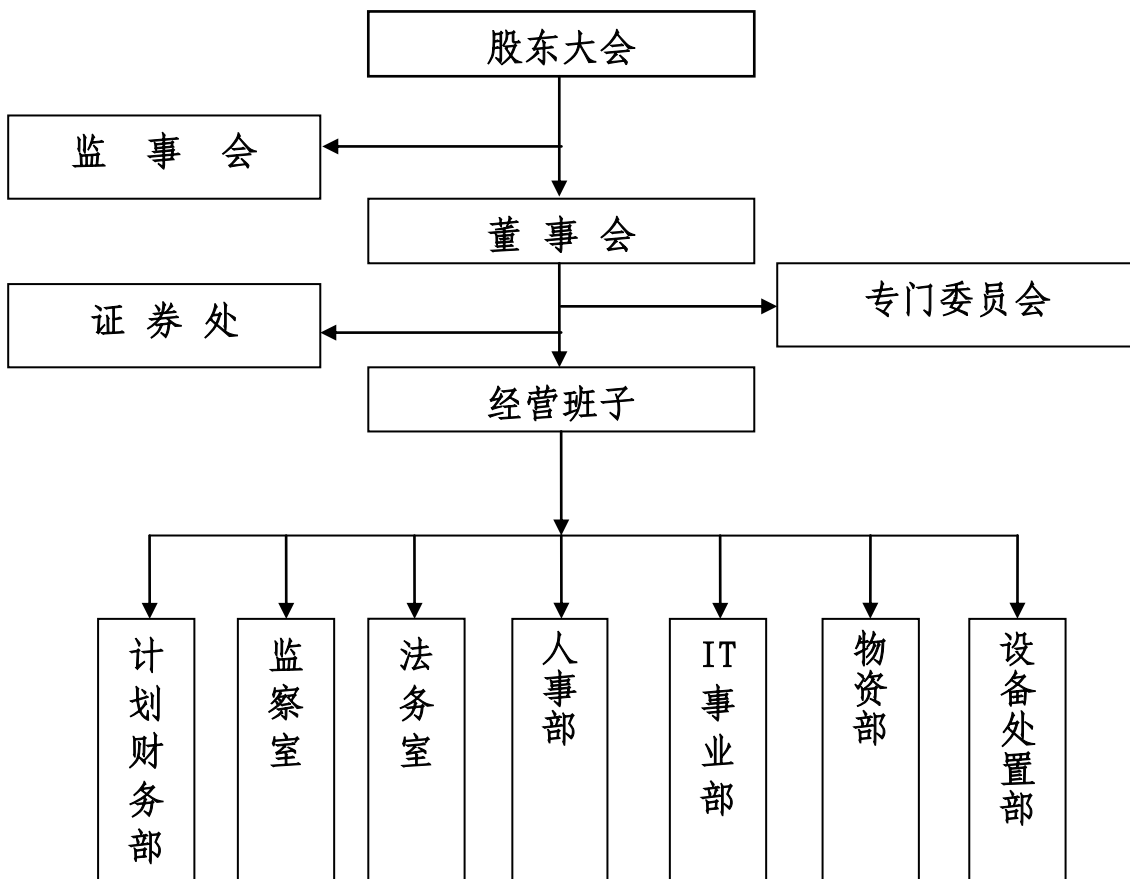 股东大会
监 事 会
董 事 会
专门委员会
证 券 处
经营班子
计划财务部
监察室
法务室
人事部
IT事业部
物资部
设备处置部